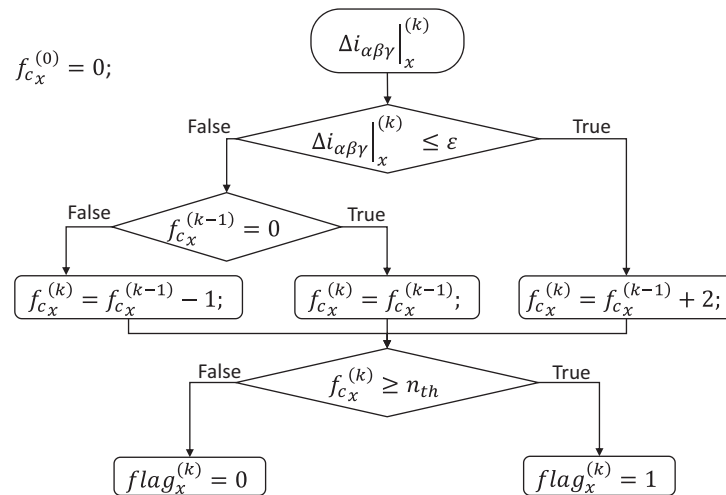 Δi_{αβγ}|_x^{(k)}
f_{c_x}^{(0)} = 0;
False
True
Δi_{αβγ}|_x^{(k)} ≤ ε
False
True
f_{c_x}^{(k−1)} = 0
f_{c_x}^{(k)} = f_{c_x}^{(k−1)} − 1;
f_{c_x}^{(k)} = f_{c_x}^{(k−1)};
f_{c_x}^{(k)} = f_{c_x}^{(k−1)} + 2;
False
True
f_{c_x}^{(k)} ≥ n_{th}
flag_x^{(k)} = 0
flag_x^{(k)} = 1